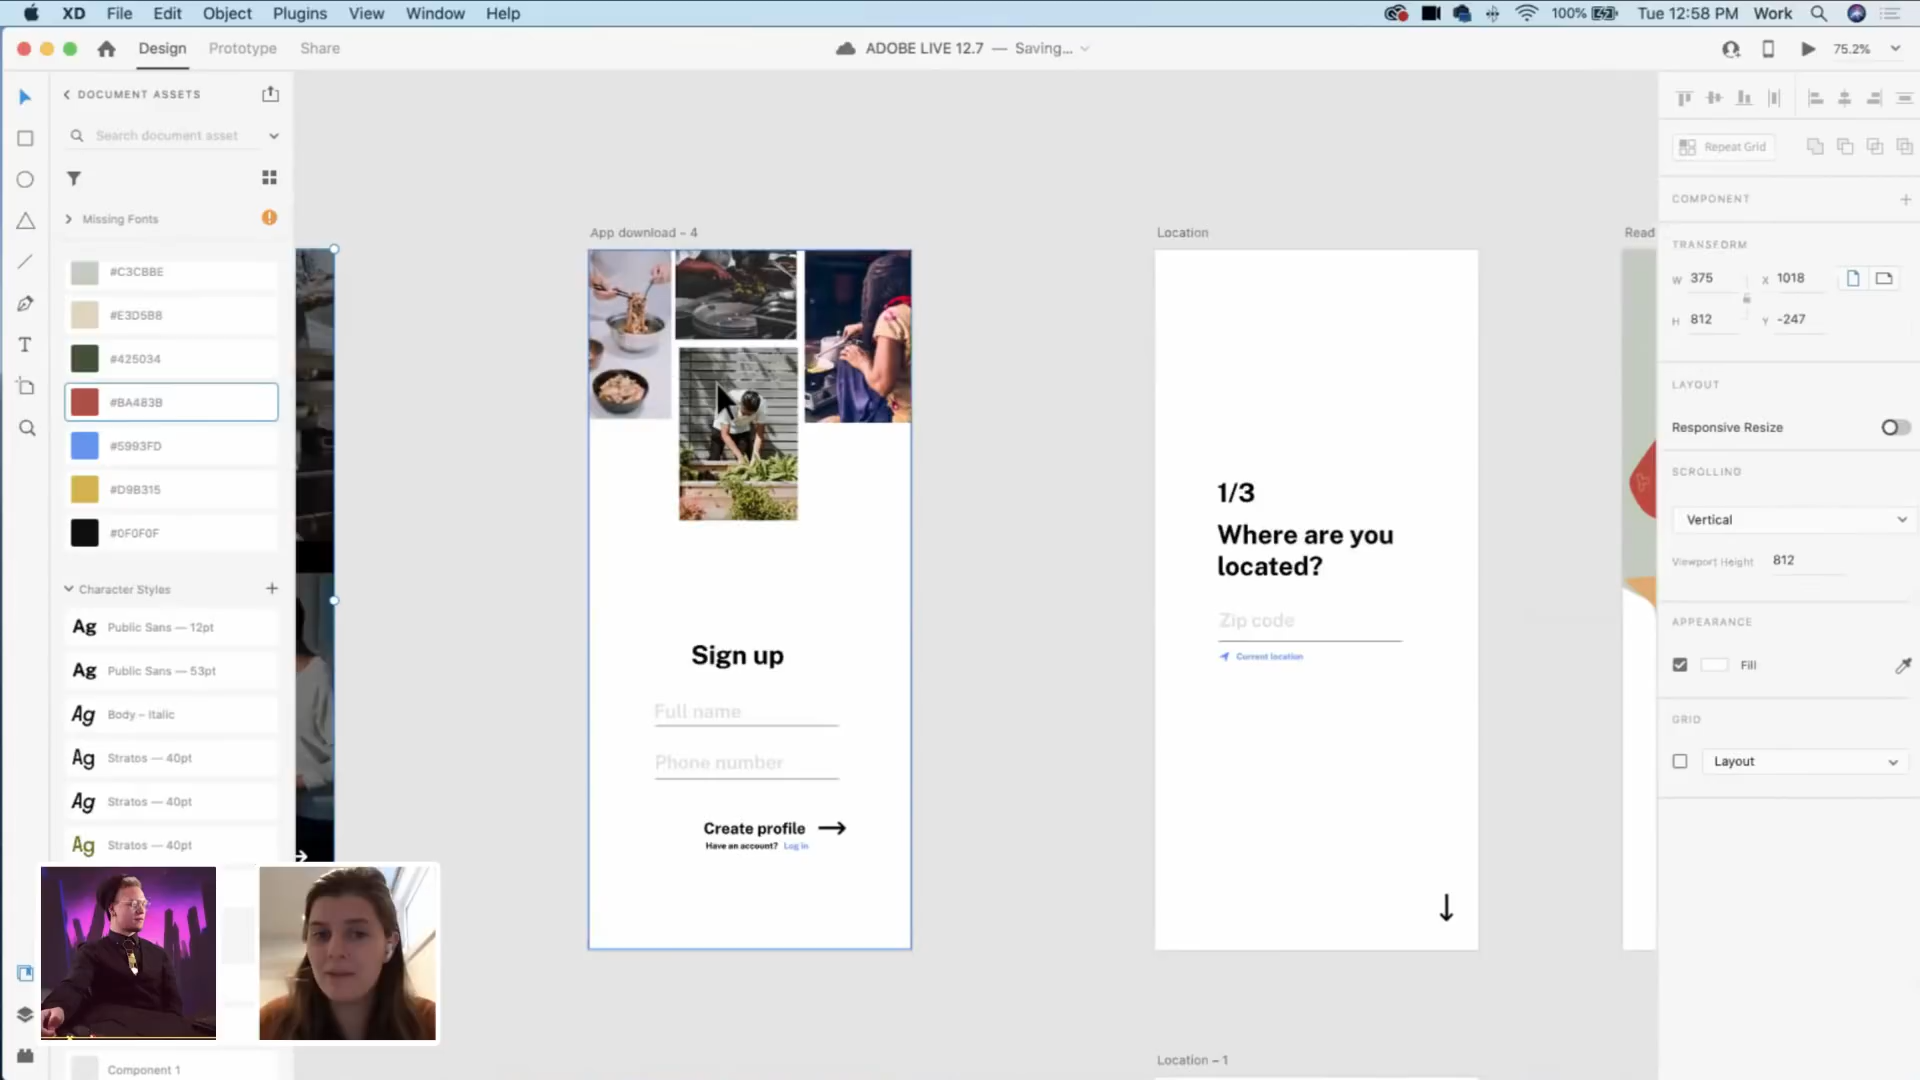 XD File Edit Object Plugins View Window Help
100% Tue 12:58 PM Work
Design Prototype Share
ADOBE LIVE 12.7 — Saving...
75.2%
DOCUMENT ASSETS
Search document asset
Missing Fonts
#C3CBBE
#E3D5B8
#425034
#BA483B
#5993FD
#D9B315
#0F0F0F
Character Styles
Ag Public Sans — 12pt
Ag Public Sans — 53pt
Ag Body – Italic
Ag Stratos — 40pt
Ag Stratos — 40pt
Ag Stratos — 40pt
Component 1
App download – 4
Sign up
Full name
Phone number
Create profile
Have an account? Log in
Location
1/3
Where are you
located?
Zip code
Current location
Location – 1
Read
Repeat Grid
COMPONENT
TRANSFORM
W 375 X 1018
H 812 Y -247
LAYOUT
Responsive Resize
SCROLLING
Vertical
Viewport Height 812
APPEARANCE
Fill
GRID
Layout